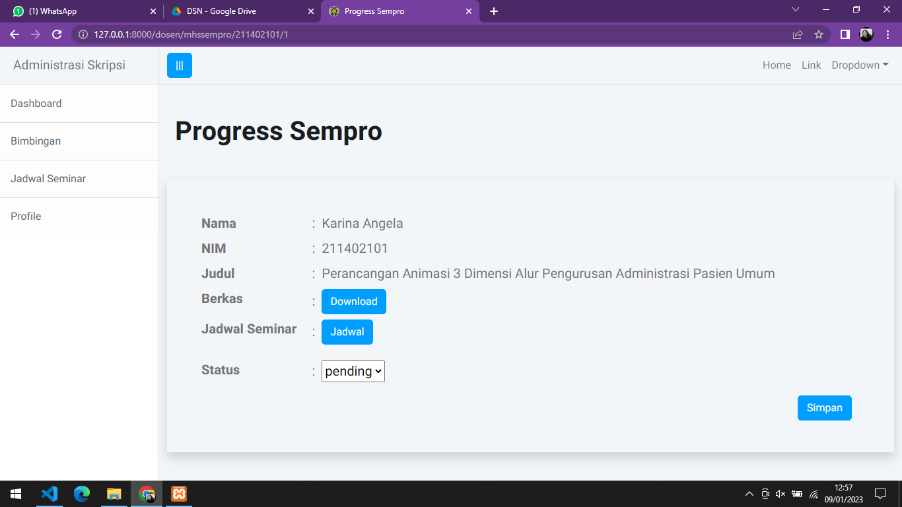 (1) WhatsApp
DSN - Google Drive
Progress Sempro
127.0.0.1:8000/dosen/mhssempro/211402101/1
Administrasi Skripsi
Home Link Dropdown
Dashboard
Bimbingan
Jadwal Seminar
Profile
Progress Sempro
Nama : Karina Angela
NIM : 211402101
Judul : Perancangan Animasi 3 Dimensi Alur Pengurusan Administrasi Pasien Umum
Berkas : Download
Jadwal Seminar : Jadwal
Status : pending
Simpan
12:57
09/01/2023